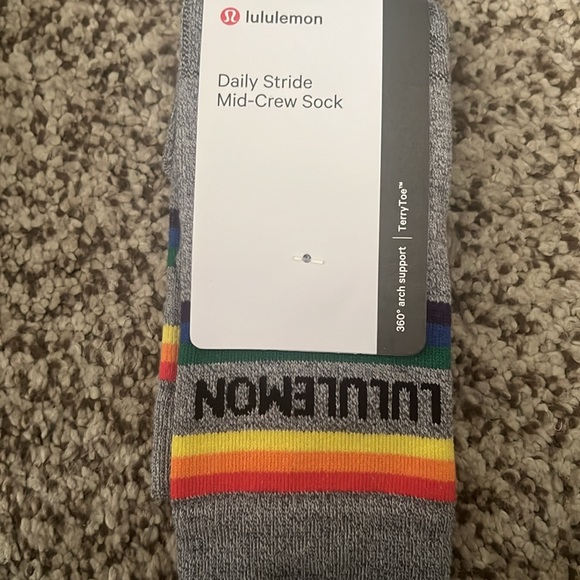 lululemon
Daily Stride
Mid-Crew Sock
360° arch support | TerryToe™
LULULEMON